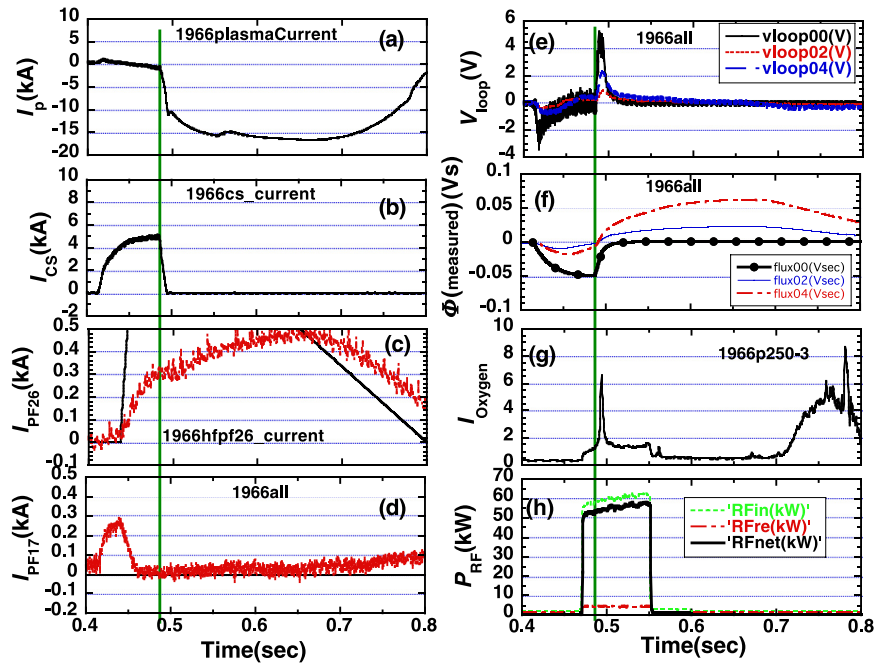 1966plasmaCurrent
(a)
I_p(kA)
5
0
-5
-10
-15
-20
1966cs_current
(b)
I_CS(kA)
10
8
6
4
2
0
-2
(c)
I_PF26(kA)
0.5
0.4
0.3
0.2
0.1
0
-0.1
1966hfpf26_current
1966all
(d)
I_PF17(kA)
0.5
0.4
0.3
0.2
0.1
0
-0.1
-0.2
0.4 0.5 0.6 0.7 0.8
Time(sec)
(e)
1966all
vloop00(V)
vloop02(V)
vloop04(V)
V_loop(V)
6
4
2
0
-2
-4
1966all
(f)
Φ(measured)(Vs)
0.1
0.05
0
-0.05
-0.1
flux00(Vsec)
flux02(Vsec)
flux04(Vsec)
(g)
1966p250-3
I_Oxygen
10
8
6
4
2
0
(h)
'RFin(kW)'
'RFre(kW)'
'RFnet(kW)'
P_RF(kW)
70
60
50
40
30
20
10
0
0.4 0.5 0.6 0.7 0.8
Time(sec)